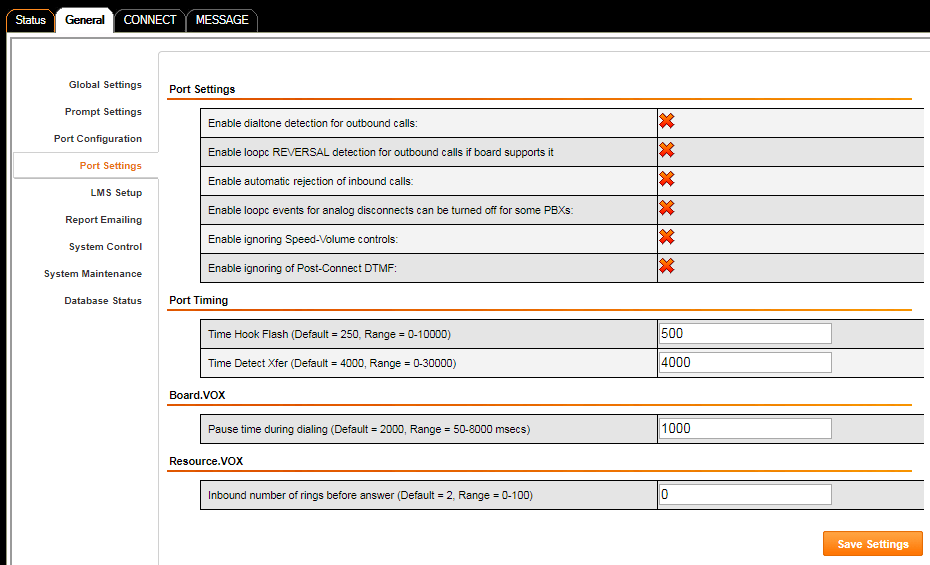 Status General CONNECT MESSAGE
Global Settings
Prompt Settings
Port Configuration
Port Settings
LMS Setup
Report Emailing
System Control
System Maintenance
Database Status
Port Settings
Enable dialtone detection for outbound calls:
Enable loopc REVERSAL detection for outbound calls if board supports it
Enable automatic rejection of inbound calls:
Enable loopc events for analog disconnects can be turned off for some PBXs:
Enable ignoring Speed-Volume controls:
Enable ignoring of Post-Connect DTMF:
Port Timing
Time Hook Flash (Default = 250, Range = 0-10000) 500
Time Detect Xfer (Default = 4000, Range = 0-30000) 4000
Board.VOX
Pause time during dialing (Default = 2000, Range = 50-8000 msecs) 1000
Resource.VOX
Inbound number of rings before answer (Default = 2, Range = 0-100) 0
Save Settings